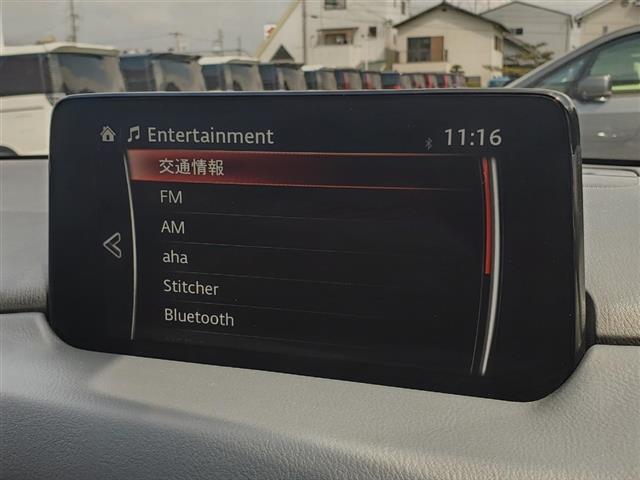 Entertainment
11:16
交通情報
FM
AM
aha
Stitcher
Bluetooth